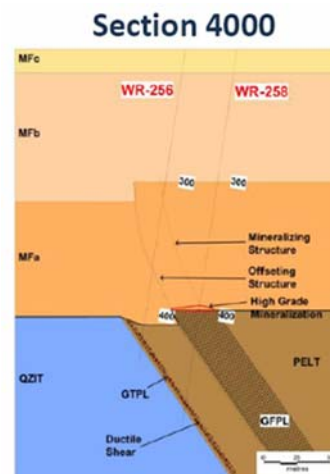 Section 4000
MFc
WR-256
WR-258
MFb
300
300
Mineralizing
Structure
MFa
Offseting
Structure
High Grade
Mineralization
400
400
QZIT
PELT
GTPL
GFPL
Ductile
Shear
metres